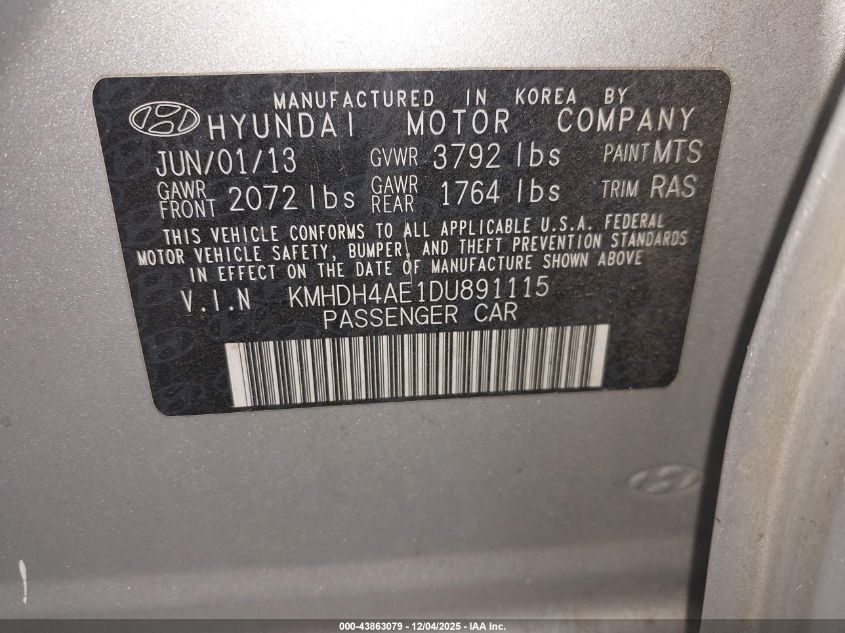 MANUFACTURED IN KOREA BY
HYUNDAI MOTOR COMPANY
JUN/01/13 GVWR 3792 lbs PAINT MTS
GAWR FRONT 2072 lbs GAWR REAR 1764 lbs TRIM RAS
THIS VEHICLE CONFORMS TO ALL APPLICABLE U.S.A. FEDERAL
MOTOR VEHICLE SAFETY, BUMPER, AND THEFT PREVENTION STANDARDS
IN EFFECT ON THE DATE OF MANUFACTURE SHOWN ABOVE
V.I.N KMHDH4AE1DU891115
PASSENGER CAR
000-43863079 - 12/04/2025 - IAA Inc.